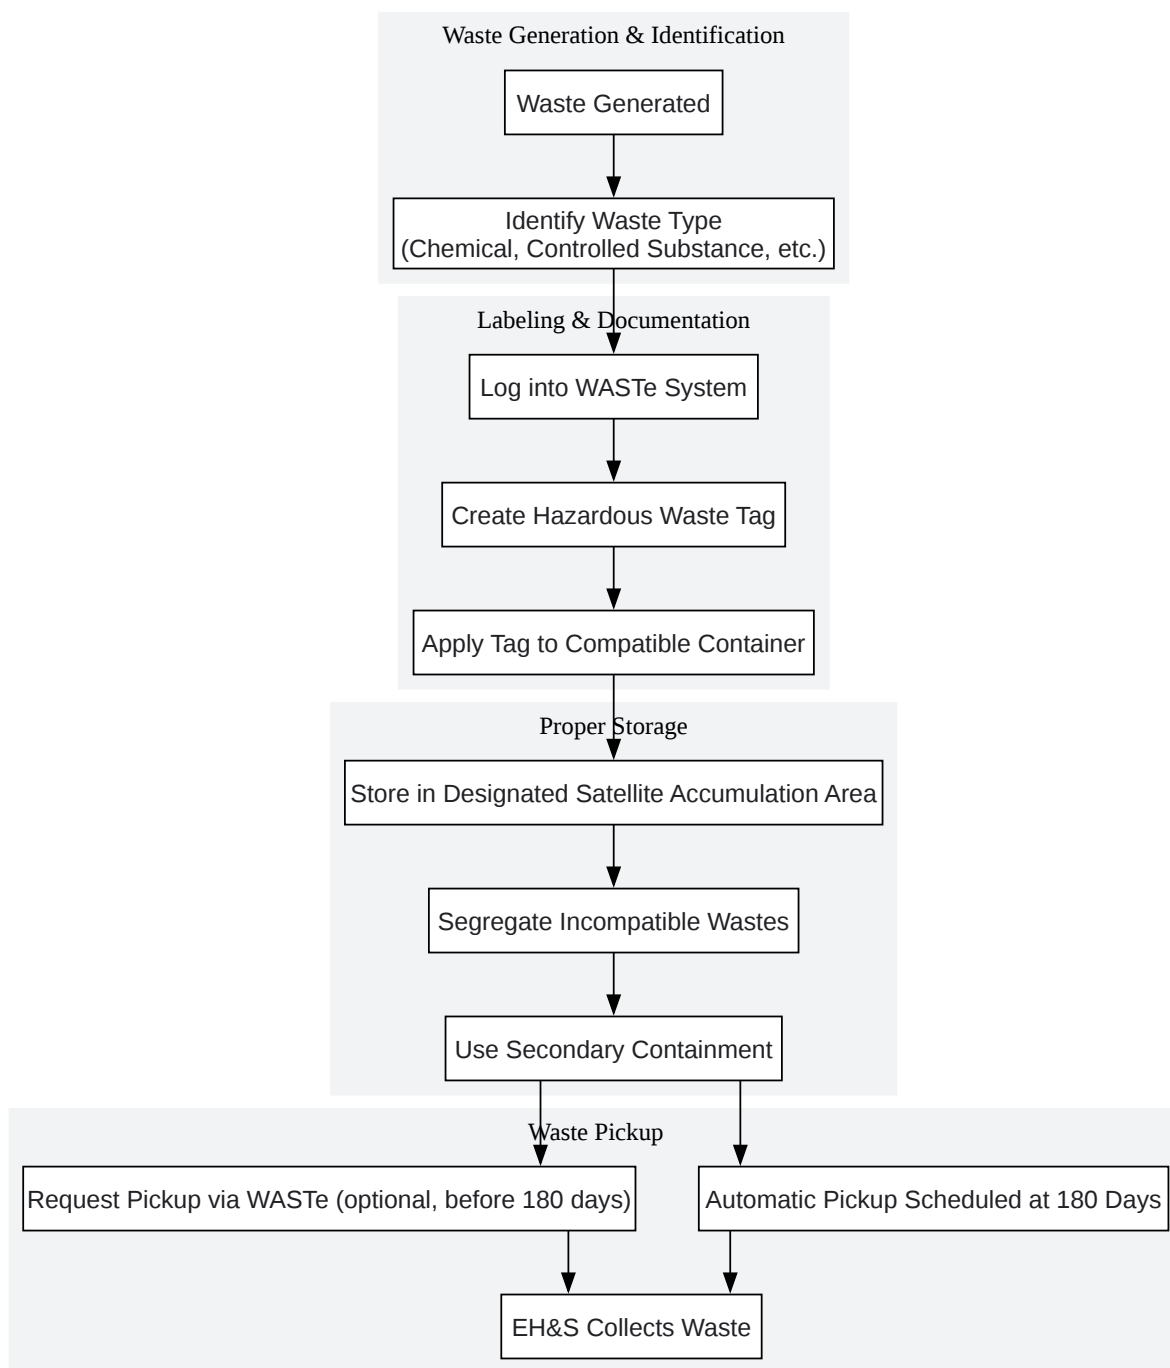 Waste Generation & Identification
Waste Generated
Identify Waste Type
(Chemical, Controlled Substance, etc.)
Labeling & Documentation
Log into WASTe System
Create Hazardous Waste Tag
Apply Tag to Compatible Container
Proper Storage
Store in Designated Satellite Accumulation Area
Segregate Incompatible Wastes
Use Secondary Containment
Waste Pickup
Request Pickup via WASTe (optional, before 180 days)
Automatic Pickup Scheduled at 180 Days
EH&S Collects Waste